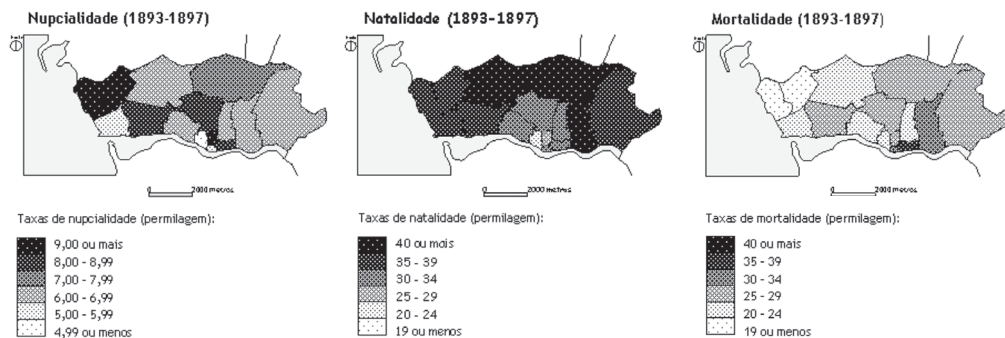 Nupcialidade (1893-1897)
0 2000 metros
Taxas de nupcialidade (permilagem):
9,00 ou mais
8,00 - 8,99
7,00 - 7,99
6,00 - 6,99
5,00 - 5,99
4,99 ou menos
Natalidade (1893-1897)
0 2000 metros
Taxas de natalidade (permilagem):
40 ou mais
35 - 39
30 - 34
25 - 29
20 - 24
19 ou menos
Mortalidade (1893-1897)
0 2000 metros
Taxas de mortalidade (permilagem):
40 ou mais
35 - 39
30 - 34
25 - 29
20 - 24
19 ou menos